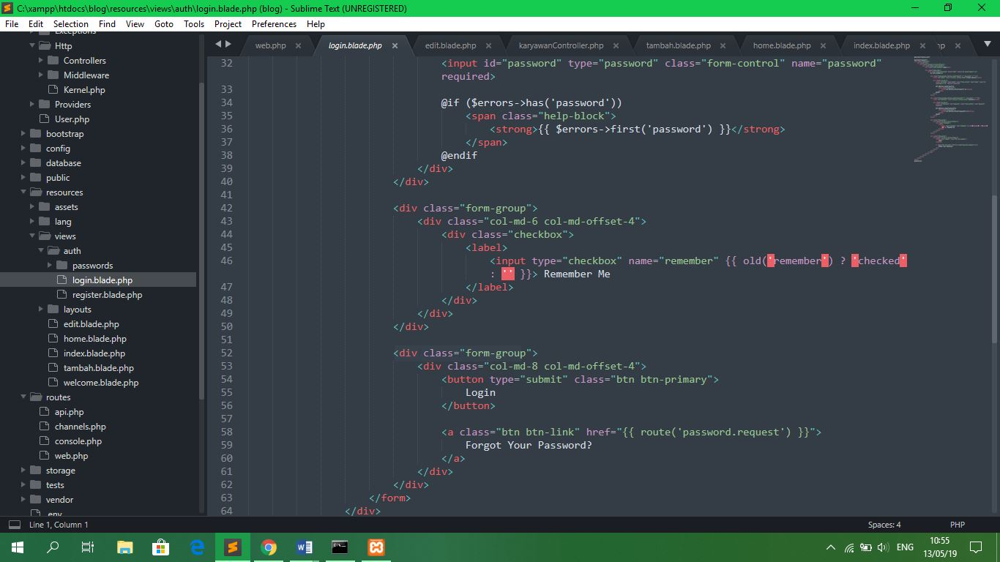 C:\xampp\htdocs\blog\resources\views\auth\login.blade.php (blog) - Sublime Text (UNREGISTERED)
File Edit Selection Find View Goto Tools Project Preferences Help
web.php × login.blade.php × edit.blade.php × karyawanController.php × tambah.blade.php × home.blade.php × index.blade.php ×
Exceptions
Http
Controllers
Middleware
Kernel.php
Providers
User.php
bootstrap
config
database
public
resources
assets
lang
views
auth
passwords
login.blade.php
register.blade.php
layouts
edit.blade.php
home.blade.php
index.blade.php
tambah.blade.php
welcome.blade.php
routes
api.php
channels.php
console.php
web.php
storage
tests
vendor
.env
32 <input id="password" type="password" class="form-control" name="password"
required>
33
34 @if ($errors->has('password'))
35 <span class="help-block">
36 <strong>{{ $errors->first('password') }}</strong>
37 </span>
38 @endif
39 </div>
40 </div>
41
42 <div class="form-group">
43 <div class="col-md-6 col-md-offset-4">
44 <div class="checkbox">
45 <label>
46 <input type="checkbox" name="remember" {{ old('remember') ? 'checked'
: '' }}> Remember Me
47 </label>
48 </div>
49 </div>
50 </div>
51
52 <div class="form-group">
53 <div class="col-md-8 col-md-offset-4">
54 <button type="submit" class="btn btn-primary">
55 Login
56 </button>
57
58 <a class="btn btn-link" href="{{ route('password.request') }}">
59 Forgot Your Password?
60 </a>
61 </div>
62 </div>
63 </form>
64 </div>
Line 1, Column 1
Spaces: 4 PHP
ENG
10:55
13/05/19